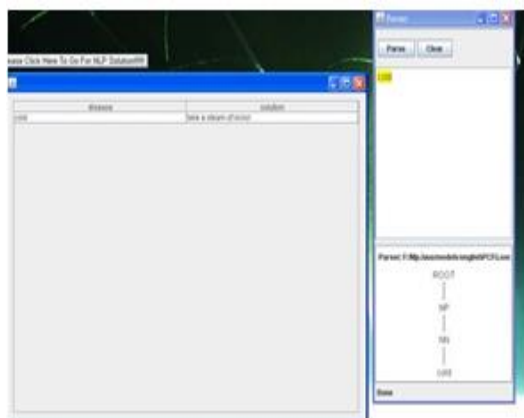 ease Click Here To Go For NLP Solution!!!!
disease solution
cold take a steam of
Parser
Parse Clear
cold
Parser:
ROOT
NP
NN
cold
Done